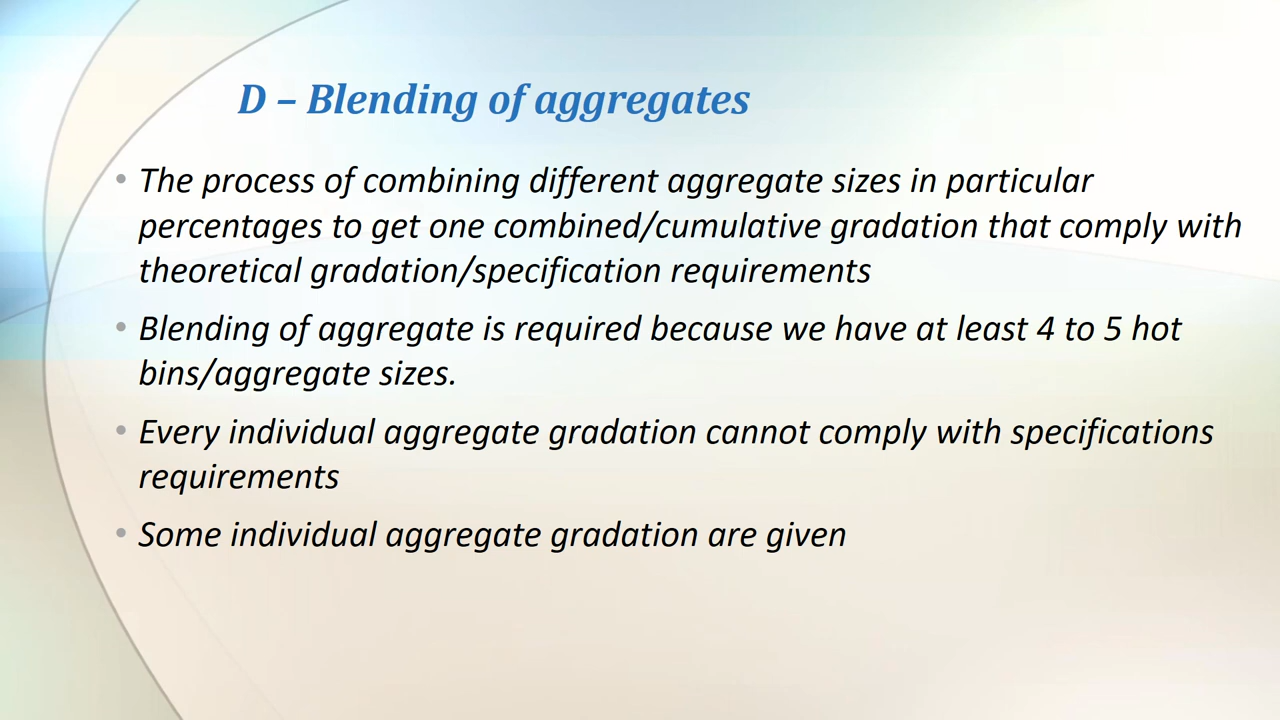 D – Blending of aggregates
• The process of combining different aggregate sizes in particular
percentages to get one combined/cumulative gradation that comply with
theoretical gradation/specification requirements
• Blending of aggregate is required because we have at least 4 to 5 hot
bins/aggregate sizes.
• Every individual aggregate gradation cannot comply with specifications
requirements
• Some individual aggregate gradation are given